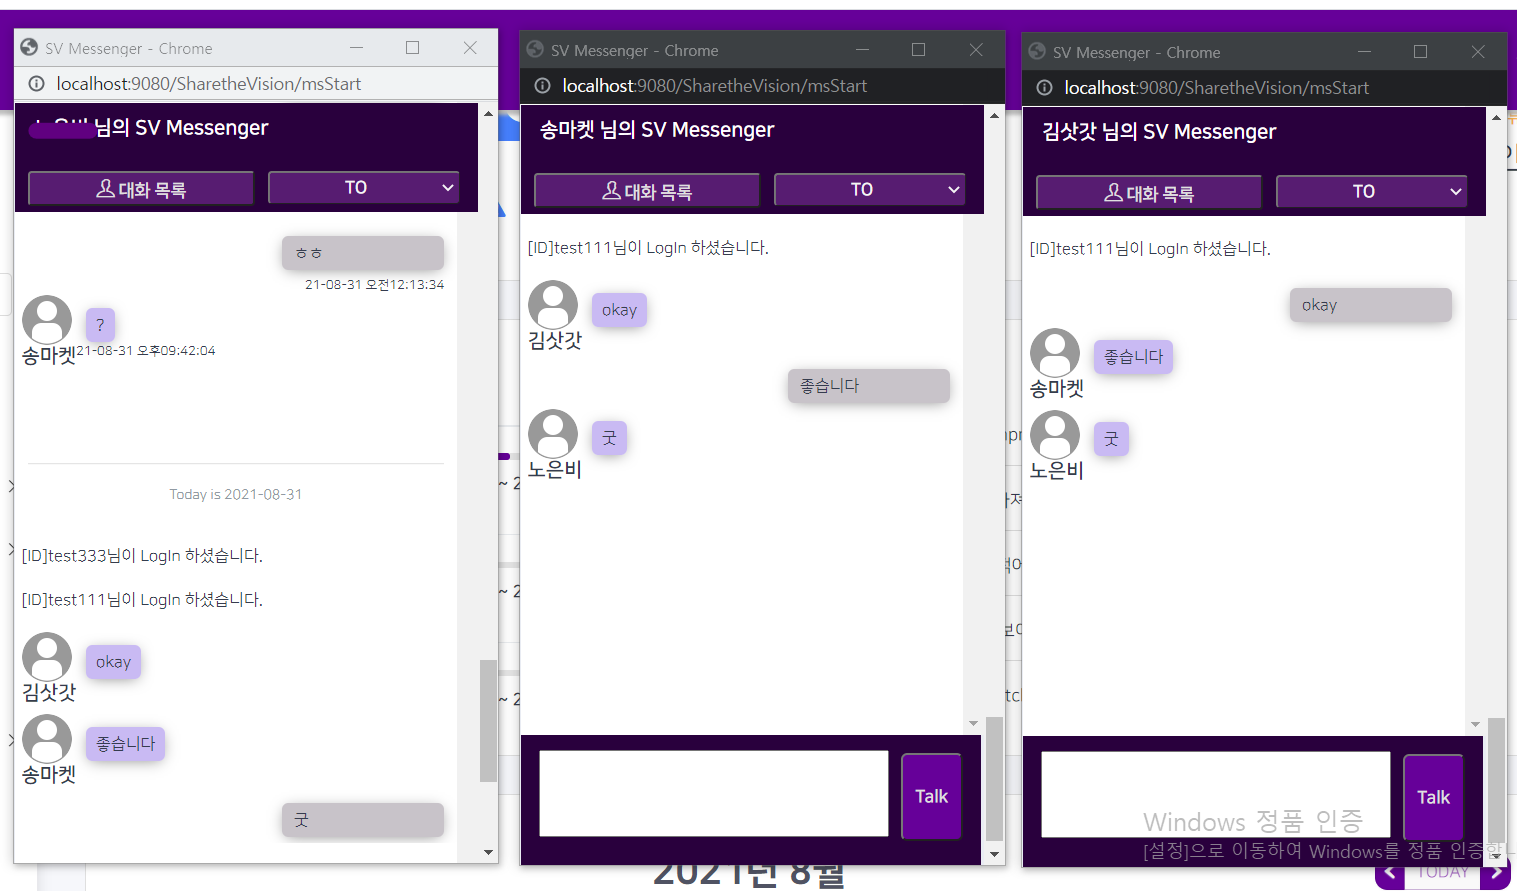 SV Messenger - Chrome
localhost:9080/SharetheVision/msStart
님의 SV Messenger
대화 목록
TO
ㅎㅎ
21-08-31 오전12:13:34
?
송마켓
21-08-31 오후09:42:04
Today is 2021-08-31
[ID]test333님이 LogIn 하셨습니다.
[ID]test111님이 LogIn 하셨습니다.
okay
김삿갓
좋습니다
송마켓
굿
SV Messenger - Chrome
localhost:9080/SharetheVision/msStart
송마켓 님의 SV Messenger
대화 목록
TO
[ID]test111님이 LogIn 하셨습니다.
okay
김삿갓
좋습니다
굿
노은비
Talk
SV Messenger - Chrome
localhost:9080/SharetheVision/msStart
김삿갓 님의 SV Messenger
대화 목록
TO
[ID]test111님이 LogIn 하셨습니다.
okay
좋습니다
송마켓
굿
노은비
Talk
Windows 정품 인증
[설정]으로 이동하여 Windows를 정품 인증합
~ 2
~ 2
~ 2
2021년 8월
TODAY